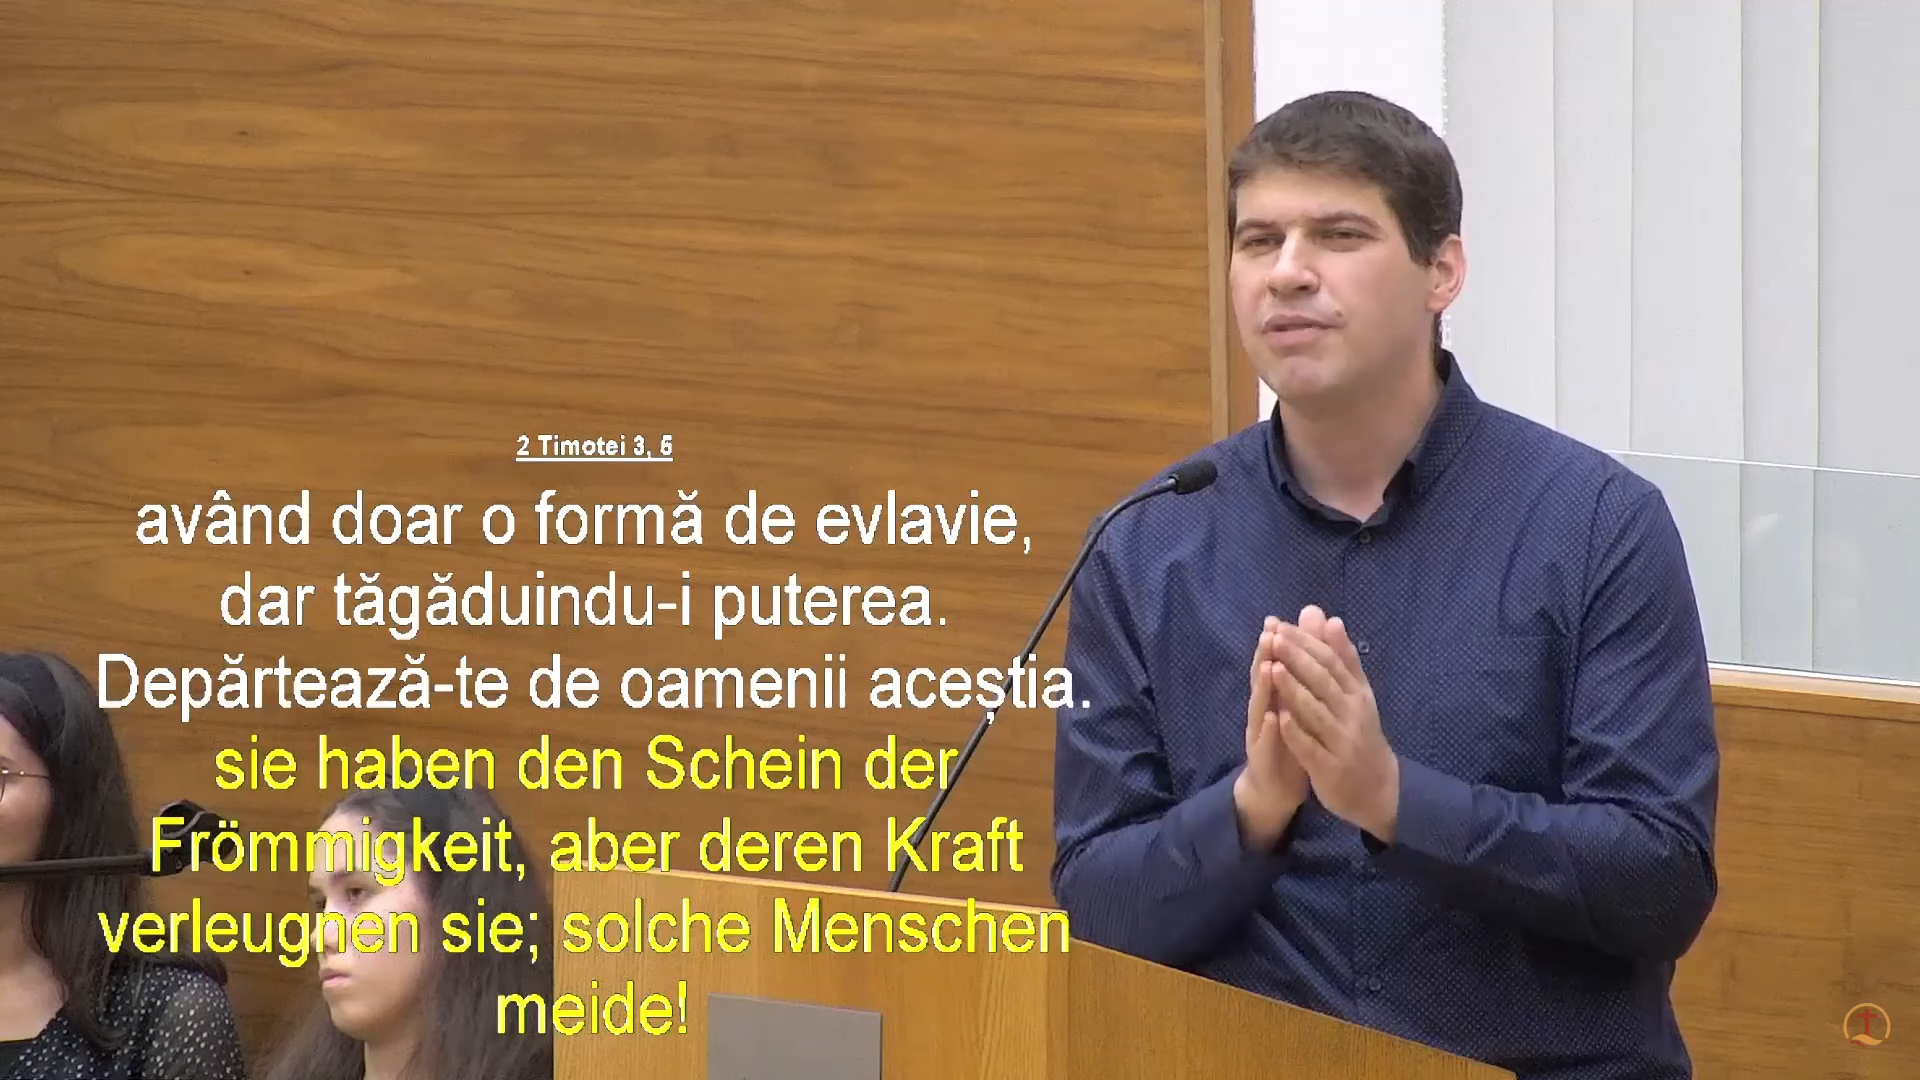 2 Timotei 3, 5
având doar o formă de evlavie,
dar tăgăduindu-i puterea.
Depărtează-te de oamenii aceștia.
sie haben den Schein der
Frömmigkeit, aber deren Kraft
verleugnen sie; solche Menschen
meide!